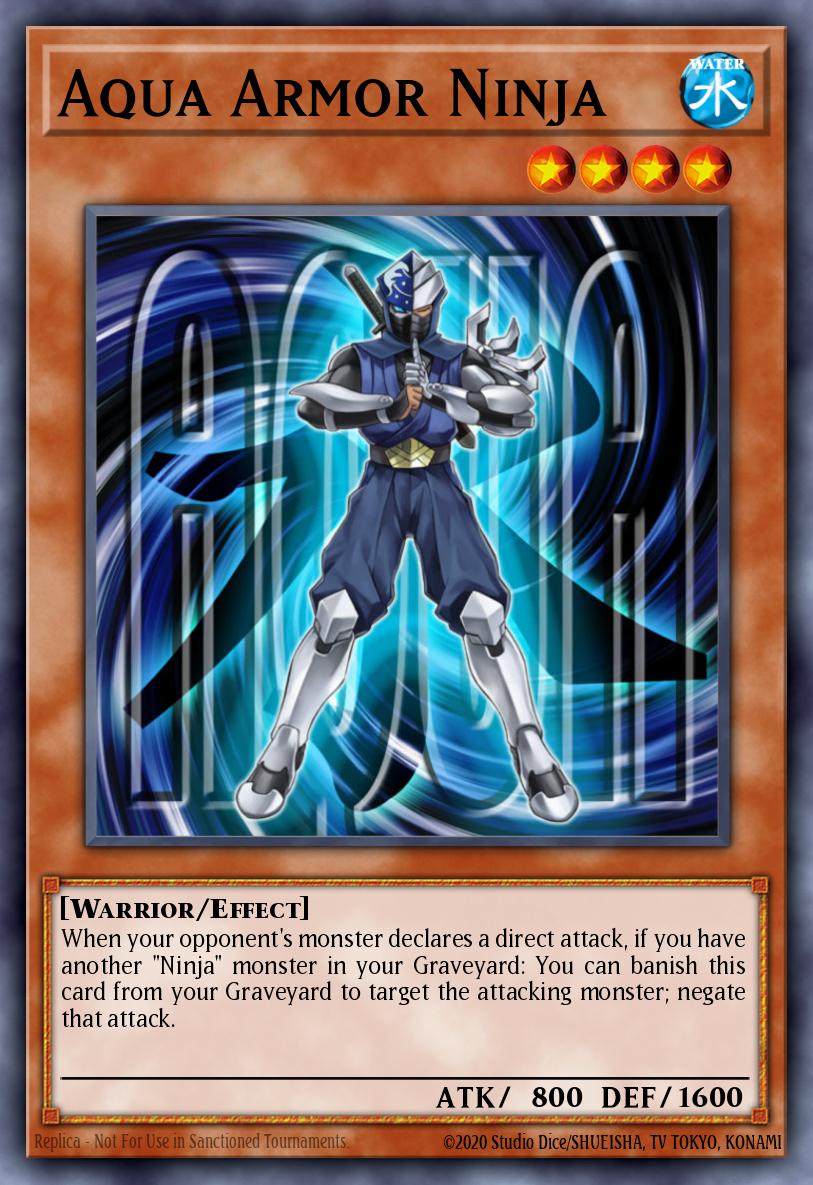 Aqua Armor Ninja
WATER
水
AQUA
水
[Warrior/Effect]
When your opponent's monster declares a direct attack, if you have
another "Ninja" monster in your Graveyard: You can banish this
card from your Graveyard to target the attacking monster; negate
that attack.
ATK/ 800 DEF/1600
Replica - Not For Use in Sanctioned Tournaments.
©2020 Studio Dice/SHUEISHA, TV TOKYO, KONAMI